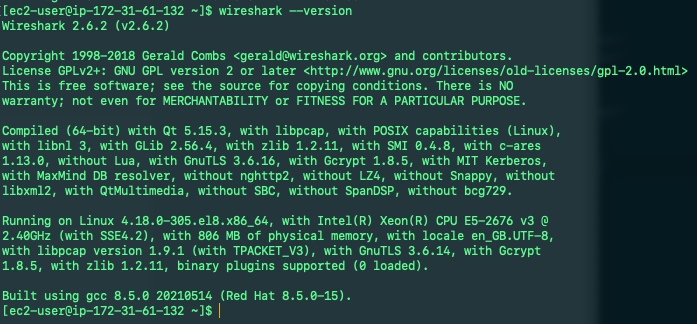 [ec2-user@ip-172-31-61-132 ~]$ wireshark --version
Wireshark 2.6.2 (v2.6.2)
Copyright 1998-2018 Gerald Combs <gerald@wireshark.org> and contributors.
License GPLv2+: GNU GPL version 2 or later <http://www.gnu.org/licenses/old-licenses/gpl-2.0.html>
This is free software; see the source for copying conditions. There is NO
warranty; not even for MERCHANTABILITY or FITNESS FOR A PARTICULAR PURPOSE.
Compiled (64-bit) with Qt 5.15.3, with libpcap, with POSIX capabilities (Linux),
with libnl 3, with GLib 2.56.4, with zlib 1.2.11, with SMI 0.4.8, with c-ares
1.13.0, without Lua, with GnuTLS 3.6.16, with Gcrypt 1.8.5, with MIT Kerberos,
with MaxMind DB resolver, without nghttp2, without LZ4, without Snappy, without
libxml2, with QtMultimedia, without SBC, without SpanDSP, without bcg729.
Running on Linux 4.18.0-305.el8.x86_64, with Intel(R) Xeon(R) CPU E5-2676 v3 @
2.40GHz (with SSE4.2), with 806 MB of physical memory, with locale en_GB.UTF-8,
with libpcap version 1.9.1 (with TPACKET_V3), with GnuTLS 3.6.14, with Gcrypt
1.8.5, with zlib 1.2.11, binary plugins supported (0 loaded).
Built using gcc 8.5.0 20210514 (Red Hat 8.5.0-15).
[ec2-user@ip-172-31-61-132 ~]$